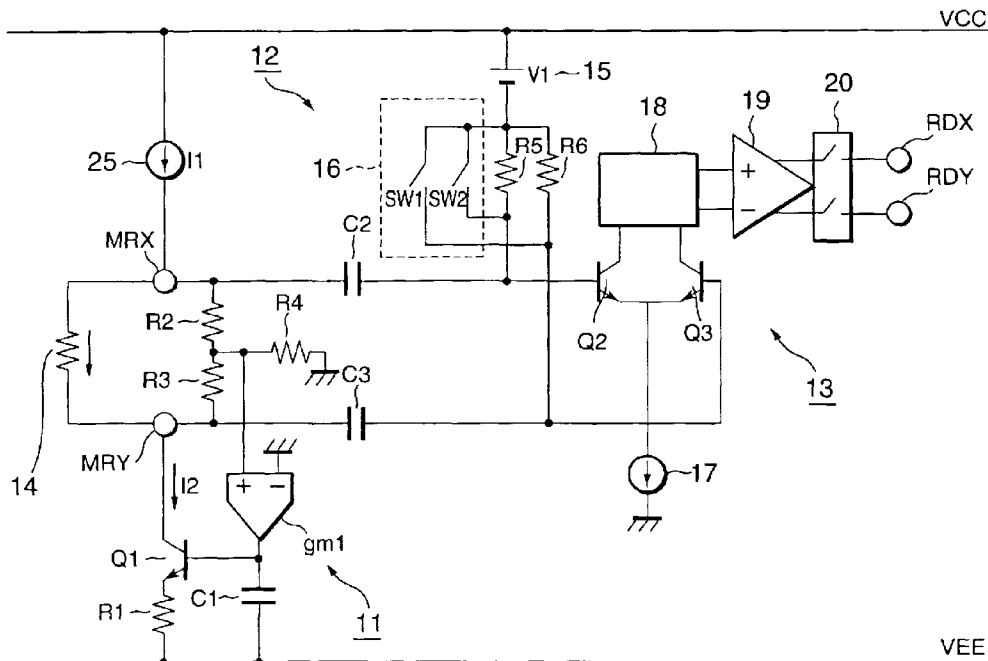 VCC
12
V1
15
20
18
19
RDX
25
I1
16
R5
R6
SW1
SW2
+
−
RDY
MRX
C2
R2
R4
Q2
Q3
R3
C3
13
14
MRY
I2
+
−
17
gm1
Q1
R1
C1
11
VEE